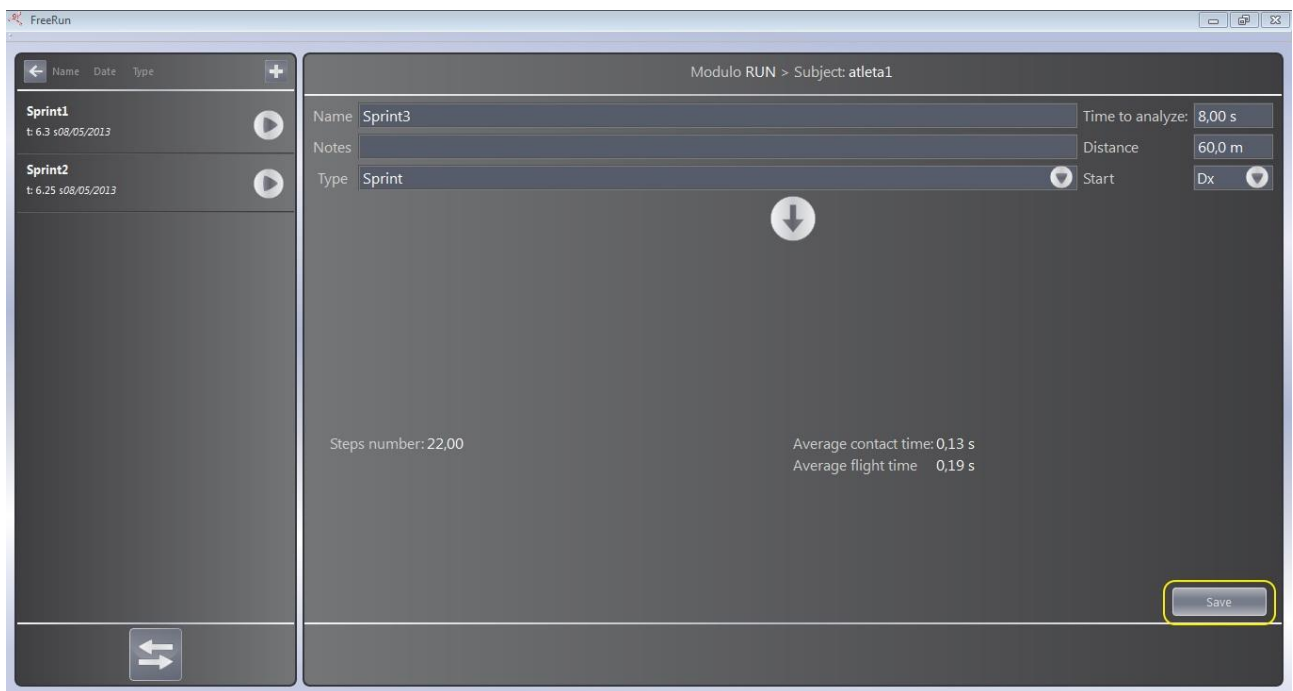 FreeRun
Name Date Type
Sprint1
t: 6.3 s08/05/2013
Sprint2
t: 6.25 s08/05/2013
Modulo RUN > Subject: atleta1
Name Sprint3 Time to analyze: 8,00 s
Notes Distance 60,0 m
Type Sprint Start Dx
Steps number: 22,00 Average contact time: 0,13 s
Average flight time 0,19 s
Save